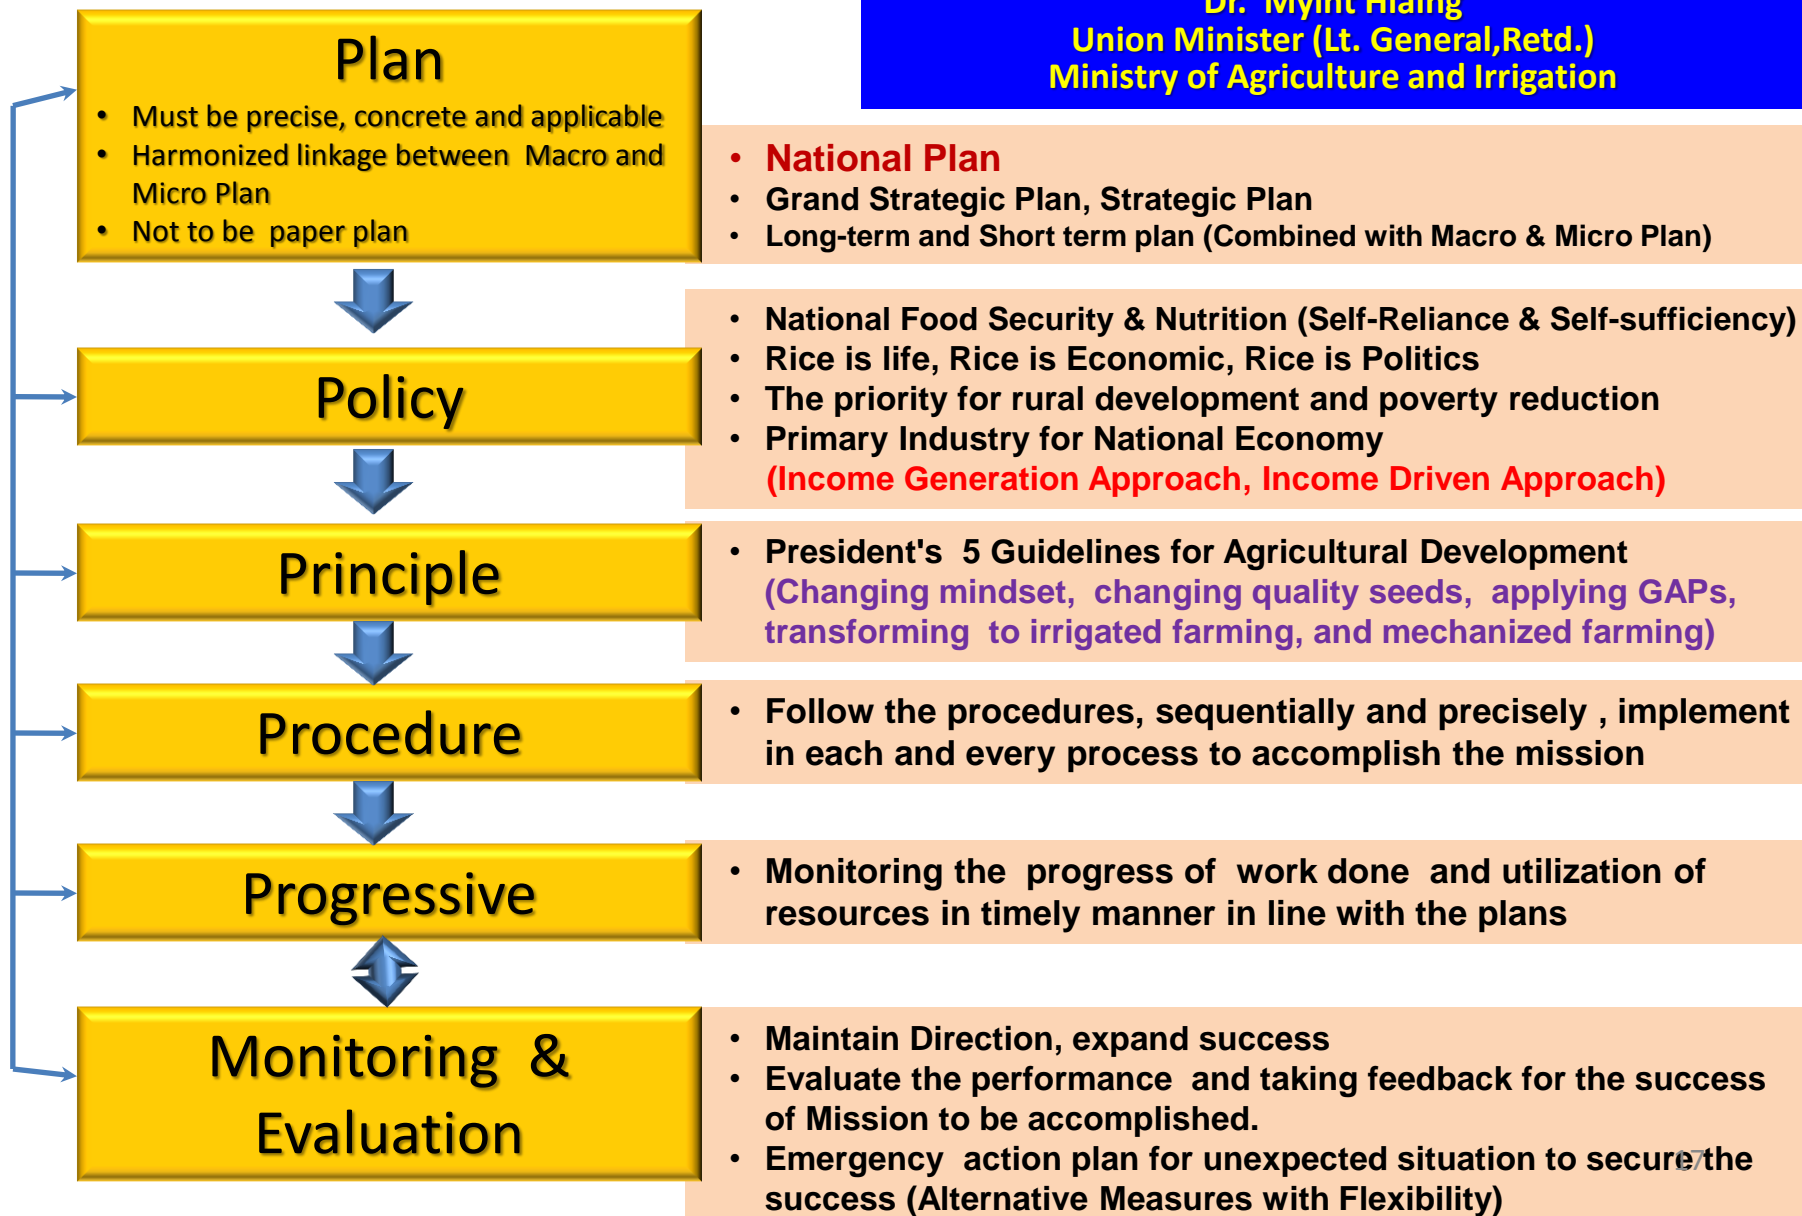 Dr. Myint Hlaing
Union Minister (Lt. General,Retd.)
Ministry of Agriculture and Irrigation
Plan
• Must be precise, concrete and applicable
• Harmonized linkage between Macro and
Micro Plan
• Not to be paper plan
• National Plan
• Grand Strategic Plan, Strategic Plan
• Long-term and Short term plan (Combined with Macro & Micro Plan)
Policy
• National Food Security & Nutrition (Self-Reliance & Self-sufficiency)
• Rice is life, Rice is Economic, Rice is Politics
• The priority for rural development and poverty reduction
• Primary Industry for National Economy
(Income Generation Approach, Income Driven Approach)
Principle
• President's 5 Guidelines for Agricultural Development
(Changing mindset, changing quality seeds, applying GAPs,
transforming to irrigated farming, and mechanized farming)
Procedure
• Follow the procedures, sequentially and precisely , implement
in each and every process to accomplish the mission
Progressive
• Monitoring the progress of work done and utilization of
resources in timely manner in line with the plans
Monitoring &
Evaluation
• Maintain Direction, expand success
• Evaluate the performance and taking feedback for the success
of Mission to be accomplished.
• Emergency action plan for unexpected situation to secure the
success (Alternative Measures with Flexibility)
17